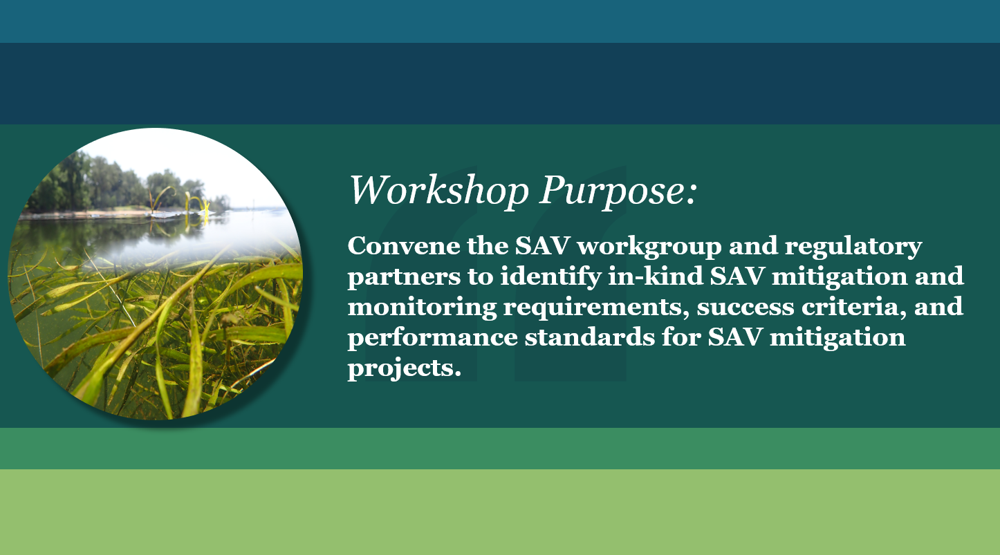 Workshop Purpose:
Convene the SAV workgroup and regulatory
partners to identify in-kind SAV mitigation and
monitoring requirements, success criteria, and
performance standards for SAV mitigation
projects.